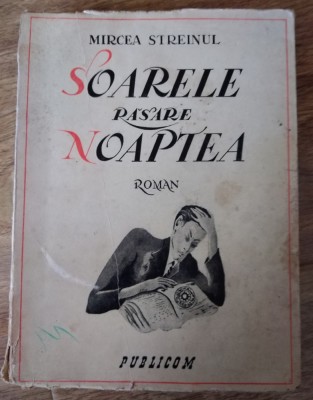 MIRCEA STREINUL
SOARELE
RĂSARE
NOAPTEA
ROMAN
PUBLICOM